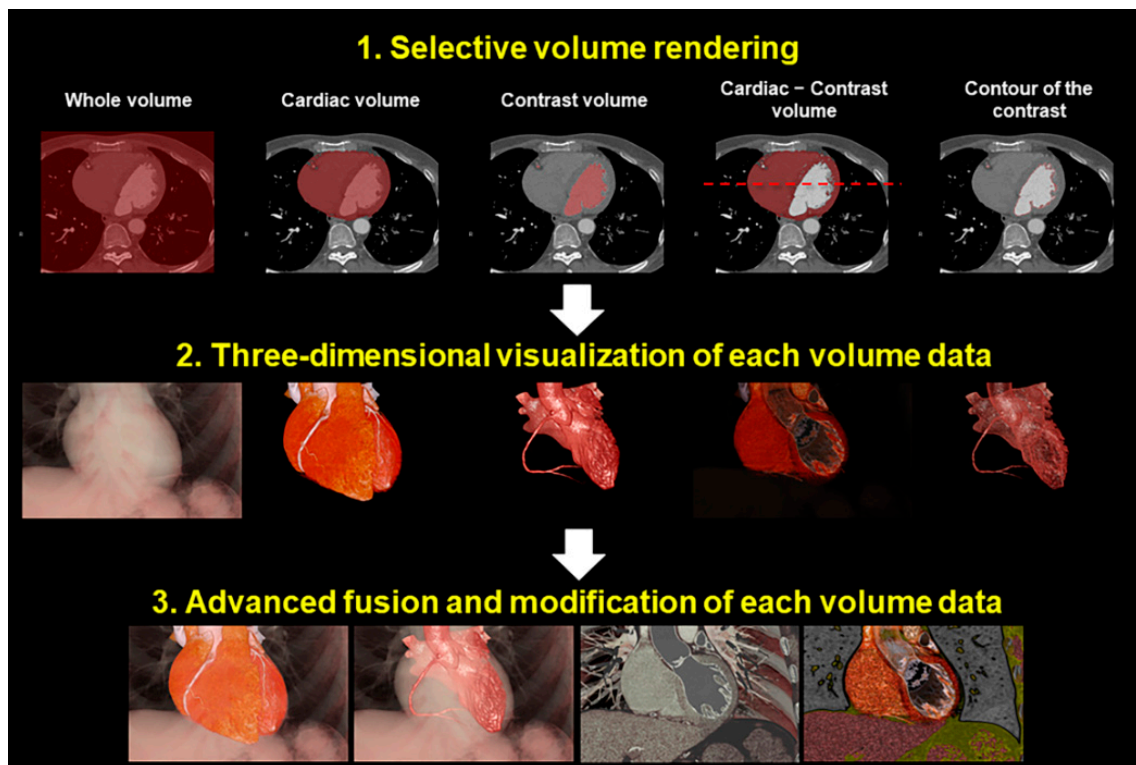 1. Selective volume rendering
Whole volume
Cardiac volume
Contrast volume
Cardiac − Contrast
volume
Contour of the
contrast
2. Three-dimensional visualization of each volume data
3. Advanced fusion and modification of each volume data